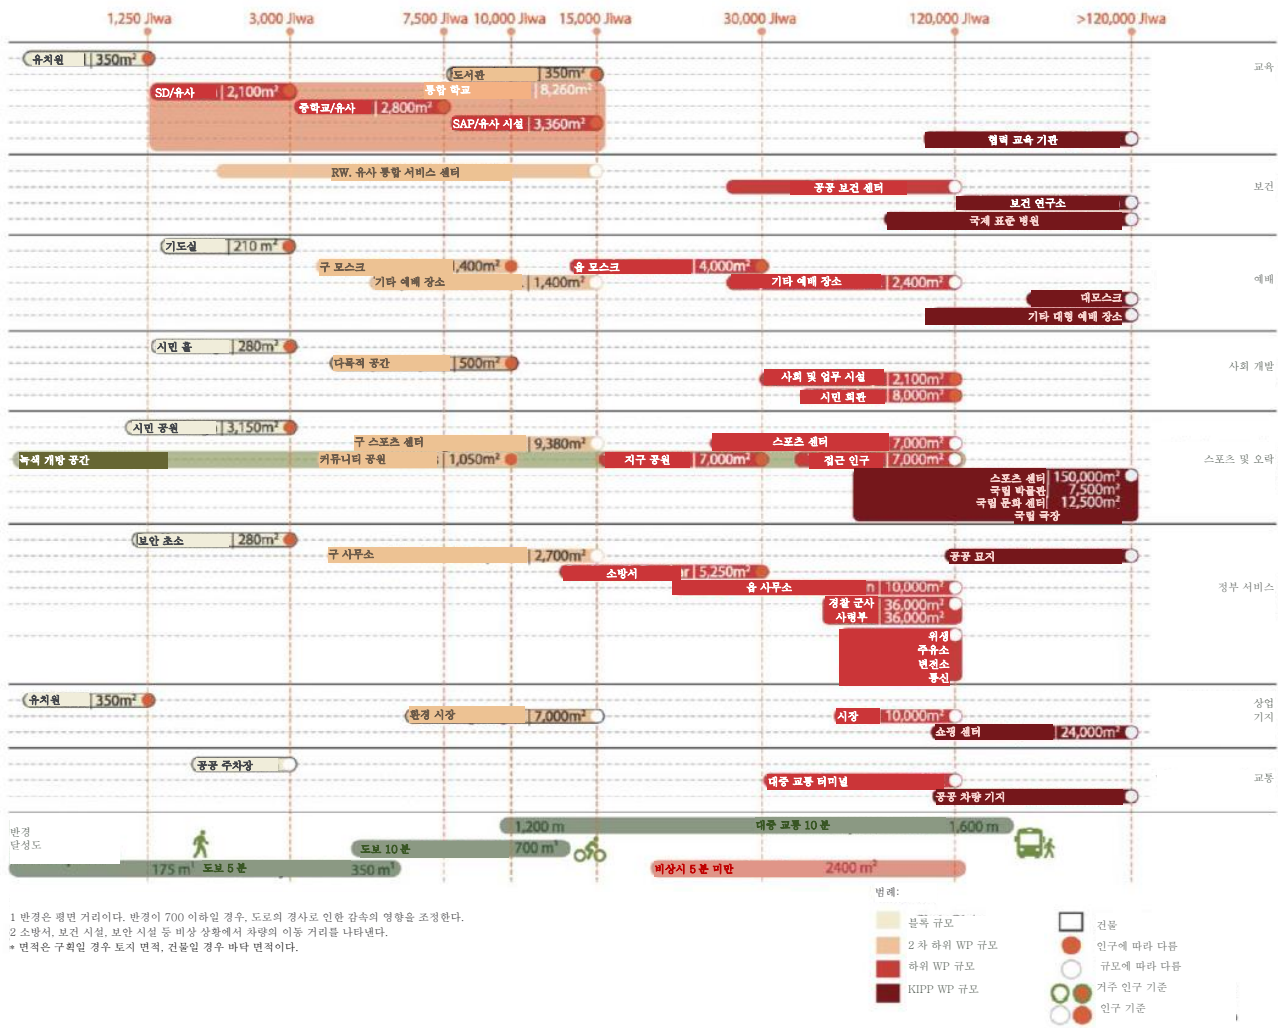 1,250 Jiwa
3,000 Jiwa
7,500 Jiwa
10,000 Jiwa
15,000 Jiwa
30,000 Jiwa
120,000 Jiwa
>120,000 Jiwa
유치원 350m²
교육
도서관 350m²
SD/유사 2,100m²
통합 학교 8,260m²
중학교/유사 2,800m²
SAP/유사 시설 3,360m²
협력 교육 기관
RW. 유사 통합 서비스 센터
공공 보건 센터
보건
보건 연구소
국제 표준 병원
기도실 210 m²
구 모스크 ,400m²
읍 모스크 4,000m²
기타 예배 장소 1,400m²
기타 예배 장소 2,400m²
예배
대모스크
기타 대형 예배 장소
시민 홀 280m²
다목적 공간 500m²
사회 개발
사회 및 업무 시설 2,100m²
시민 회관 8,000m²
시민 공원 3,150m²
구 스포츠 센터 9,380m²
스포츠 센터 7,000m²
녹색 개방 공간
커뮤니티 공원 1,050m²
지구 공원 7,000m²
접근 인구 7,000m²
스포츠 및 오락
스포츠 센터 150,000m²
국립 박물관 7,500m²
국립 문화 센터 12,500m²
국립 극장
보안 초소 280m²
구 사무소 2,700m²
공공 묘지
소방서 5,250m²
읍 사무소 10,000m²
정부 서비스
경찰 군사 36,000m²
사령부 36,000m²
위생
주유소
변전소
통신
유치원 350m²
환경 시장 7,000m²
시장 10,000m²
상업
기지
쇼핑 센터 24,000m²
공공 주차장
대중 교통 터미널
교통
공공 차량 기지
반경
달성도
1,200 m 대중 교통 10 분 1,600 m
도보 10 분 700 m¹
175 m¹ 도보 5 분 350 m¹
비상시 5 분 미만 2400 m²
범례:
블록 규모
2 차 하위 WP 규모
하위 WP 규모
KIPP WP 규모
건물
인구에 따라 다름
규모에 따라 다름
거주 인구 기준
인구 기준
1 반경은 평면 거리이다. 반경이 700 이하일 경우, 도로의 경사로 인한 감속의 영향을 조정한다.
2 소방서, 보건 시설, 보안 시설 등 비상 상황에서 차량의 이동 거리를 나타낸다.
* 면적은 구획일 경우 토지 면적, 건물일 경우 바닥 면적이다.